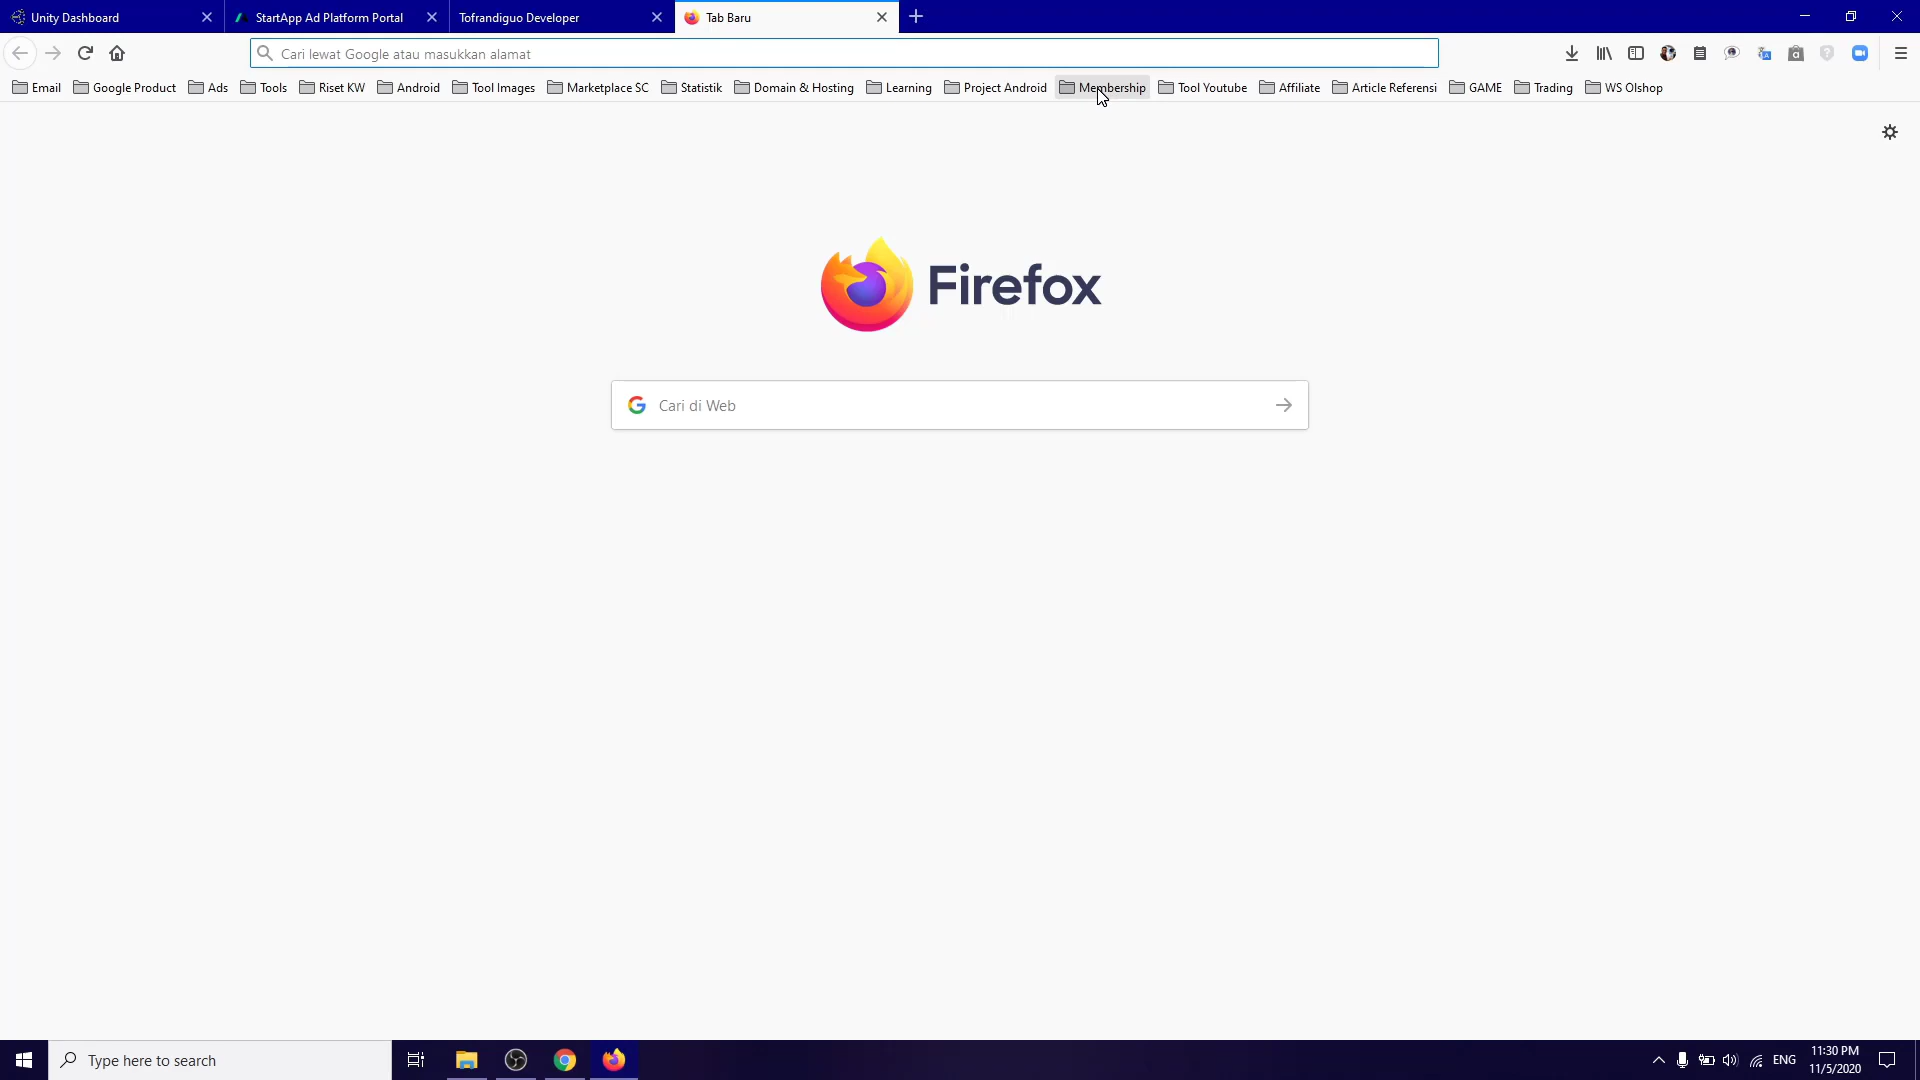 Unity Dashboard
StartApp Ad Platform Portal
Tofrandiguo Developer
Tab Baru
Cari lewat Google atau masukkan alamat
Email
Google Product
Ads
Tools
Riset KW
Android
Tool Images
Marketplace SC
Statistik
Domain & Hosting
Learning
Project Android
Membership
Tool Youtube
Affiliate
Article Referensi
GAME
Trading
WS Olshop
Firefox
Cari di Web
Type here to search
ENG
11:30 PM
11/5/2020